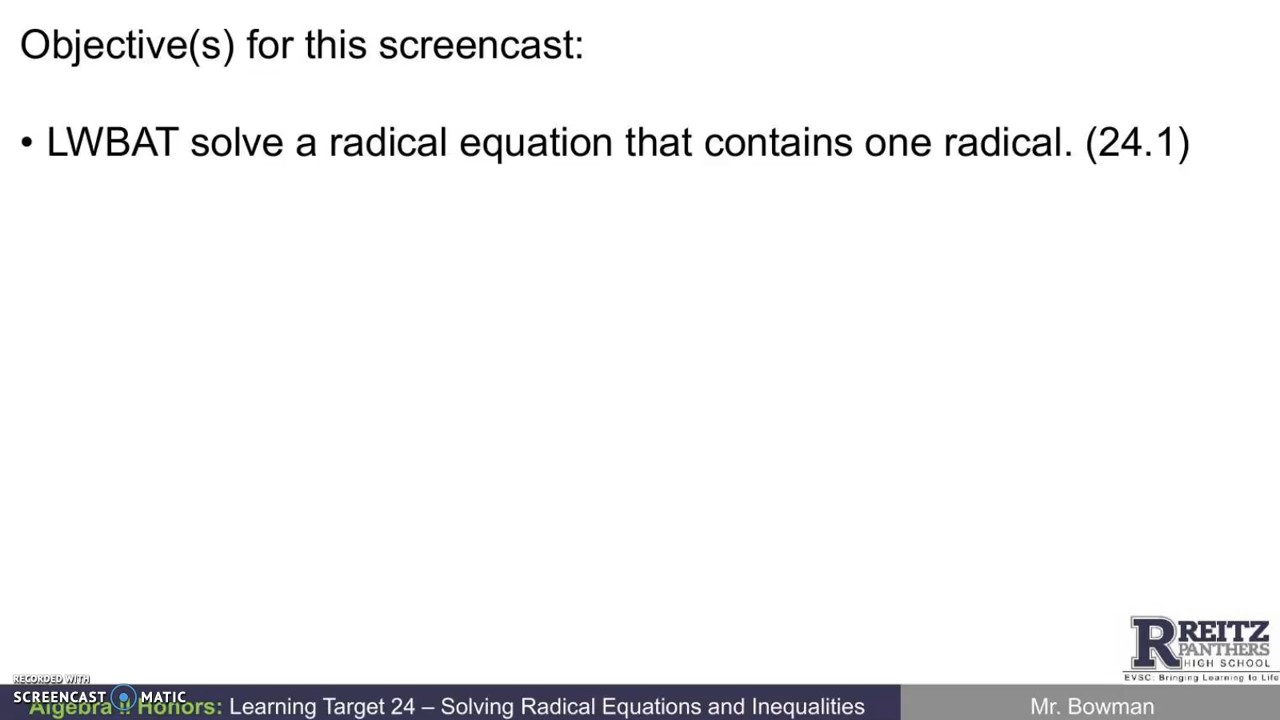 Objective(s) for this screencast:
• LWBAT solve a radical equation that contains one radical. (24.1)
REITZ
PANTHERS
HIGH SCHOOL
EVSC: Bringing Learning to Life
RECORDED WITH
SCREENCAST MATIC
Algebra II Honors: Learning Target 24 – Solving Radical Equations and Inequalities
Mr. Bowman